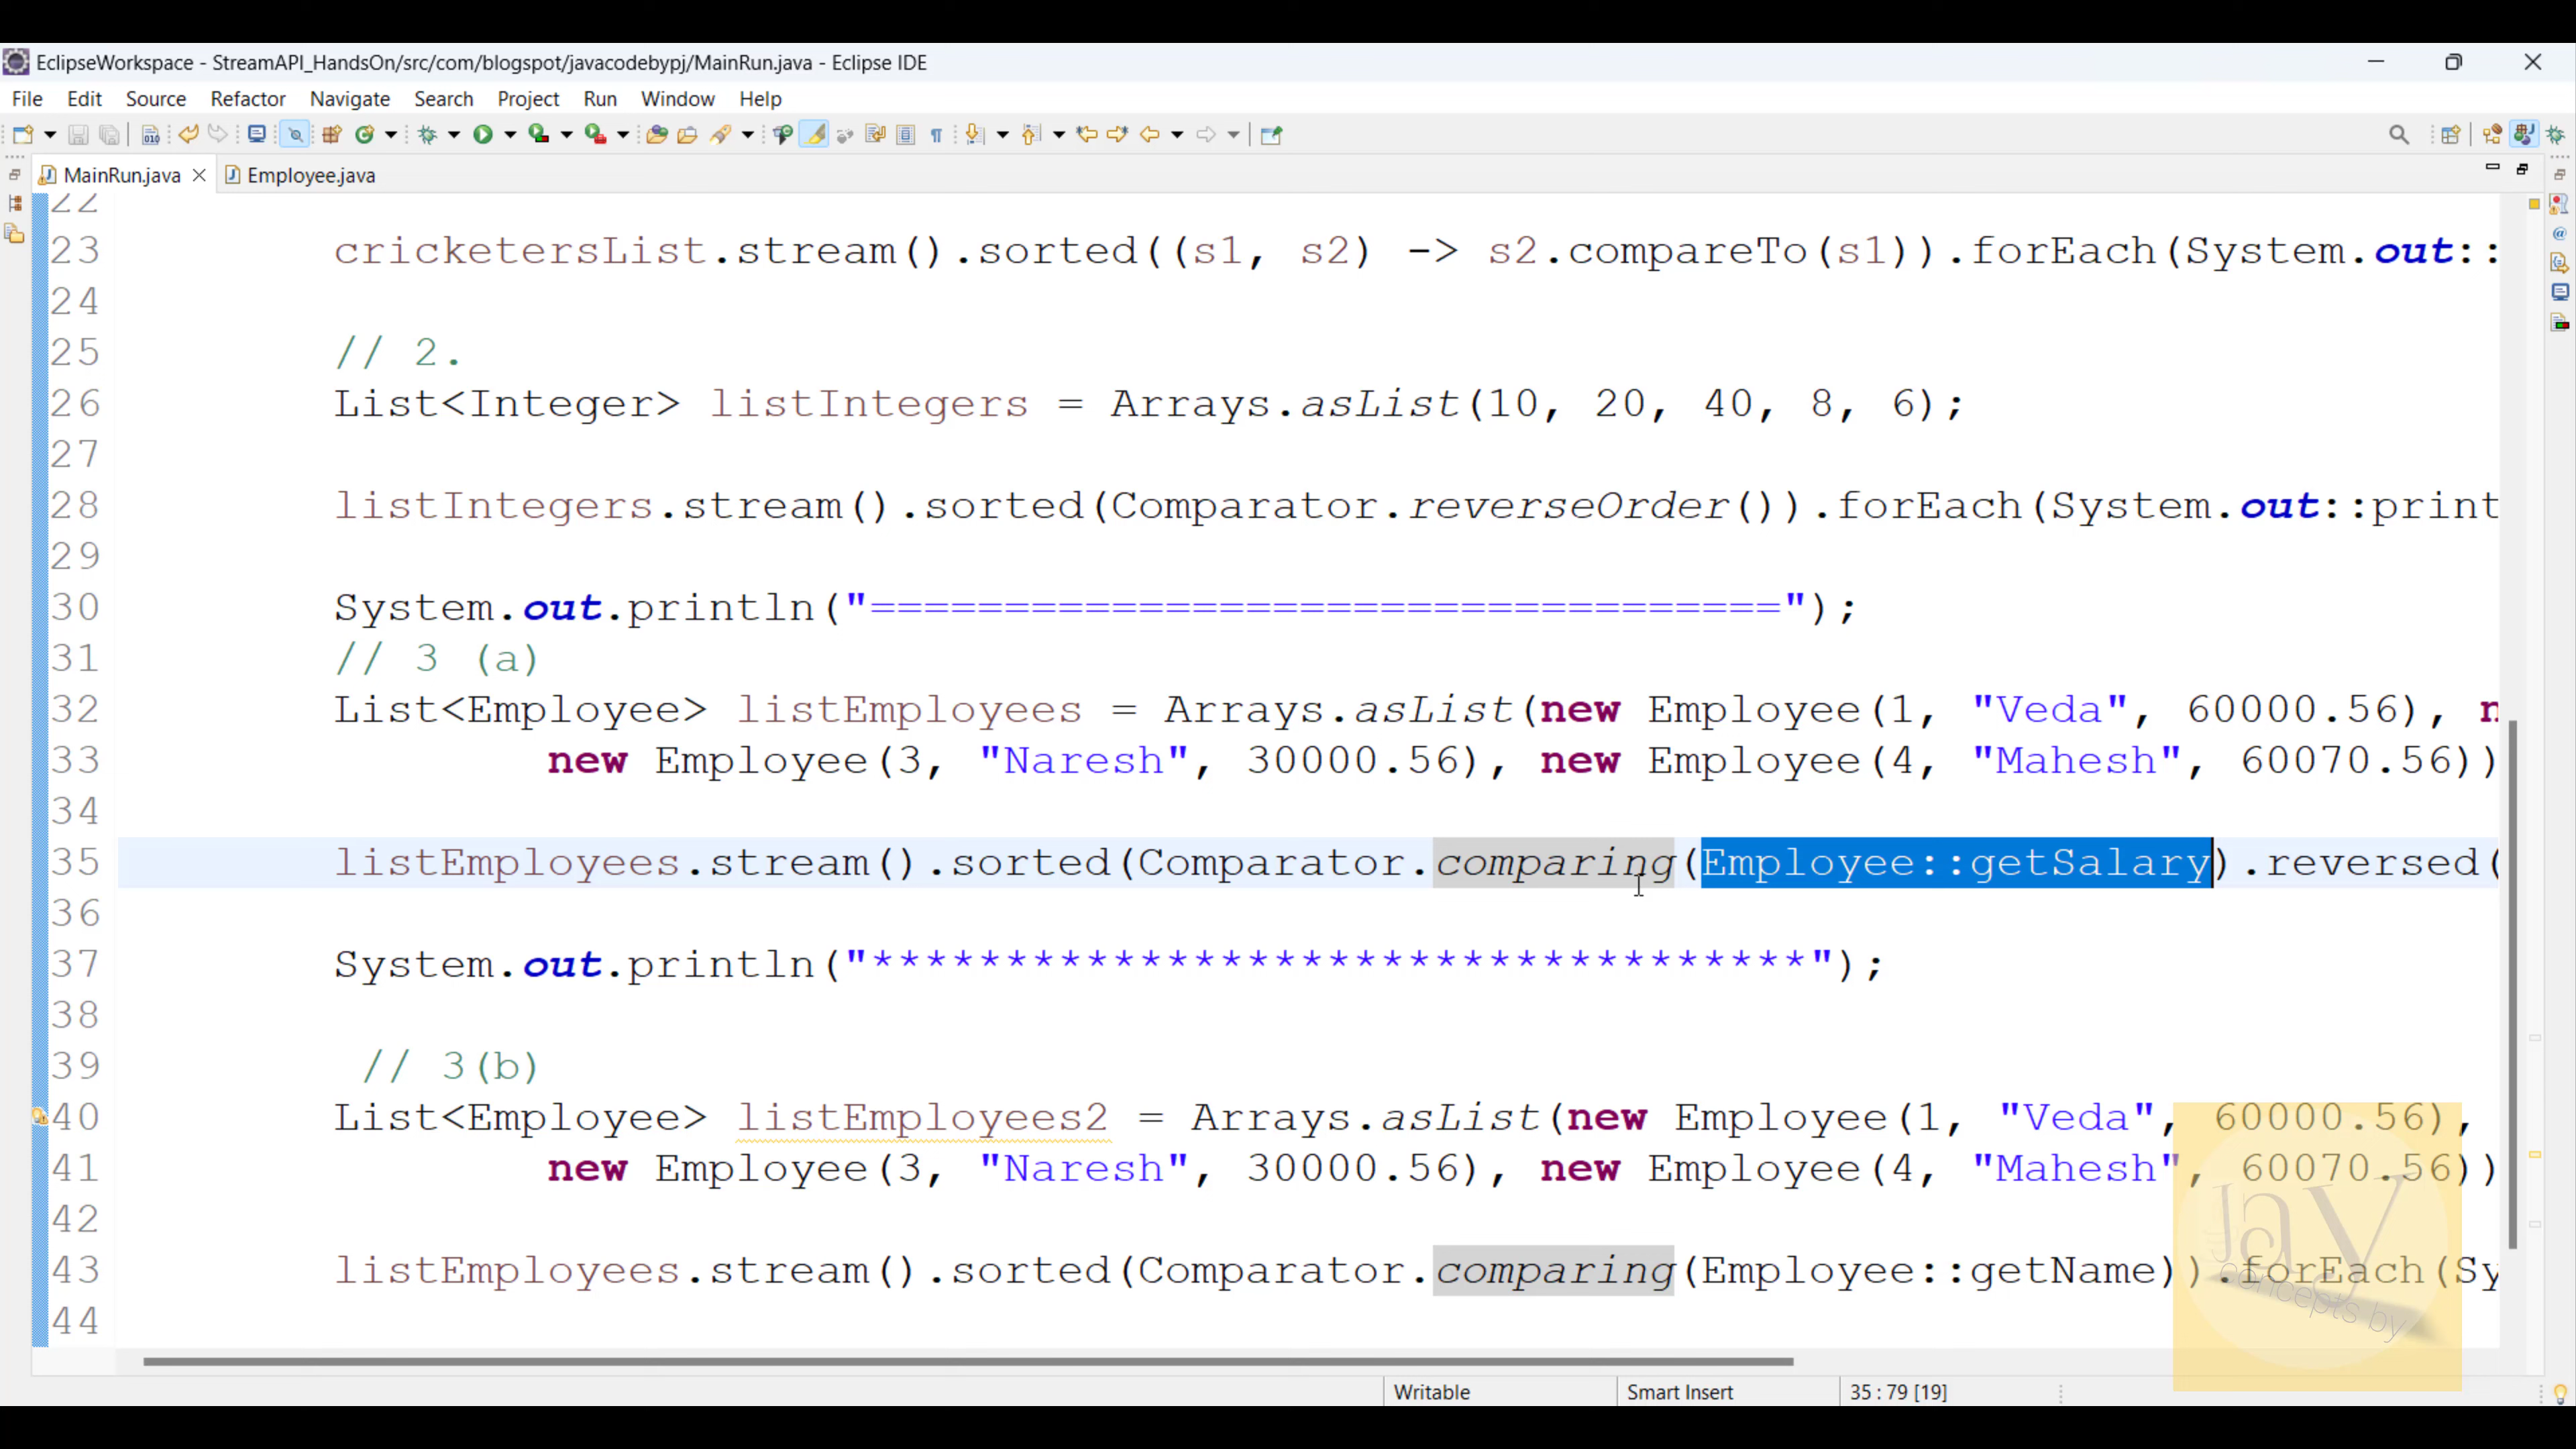 EclipseWorkspace - StreamAPI_HandsOn/src/com/blogspot/javacodebypj/MainRun.java - Eclipse IDE
File Edit Source Refactor Navigate Search Project Run Window Help
MainRun.java Employee.java
22
23 cricketersList.stream().sorted((s1, s2) -> s2.compareTo(s1)).forEach(System.out::
24
25 // 2.
26 List<Integer> listIntegers = Arrays.asList(10, 20, 40, 8, 6);
27
28 listIntegers.stream().sorted(Comparator.reverseOrder()).forEach(System.out::print
29
30 System.out.println("==================================");
31 // 3 (a)
32 List<Employee> listEmployees = Arrays.asList(new Employee(1, "Veda", 60000.56), n
33 new Employee(3, "Naresh", 30000.56), new Employee(4, "Mahesh", 60070.56))
34
35 listEmployees.stream().sorted(Comparator.comparing(Employee::getSalary).reversed(
36
37 System.out.println("***********************************");
38
39 // 3(b)
40 List<Employee> listEmployees2 = Arrays.asList(new Employee(1, "Veda", 60000.56),
41 new Employee(3, "Naresh", 30000.56), new Employee(4, "Mahesh", 60070.56))
42
43 listEmployees.stream().sorted(Comparator.comparing(Employee::getName)).forEach(Sy
44
Writable Smart Insert 35 : 79 [19]
concepts by